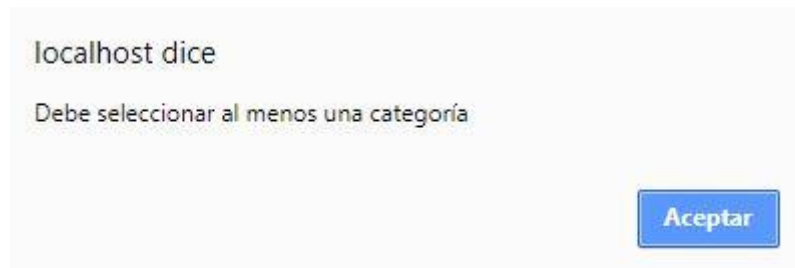 localhost dice
Debe seleccionar al menos una categoría
Aceptar